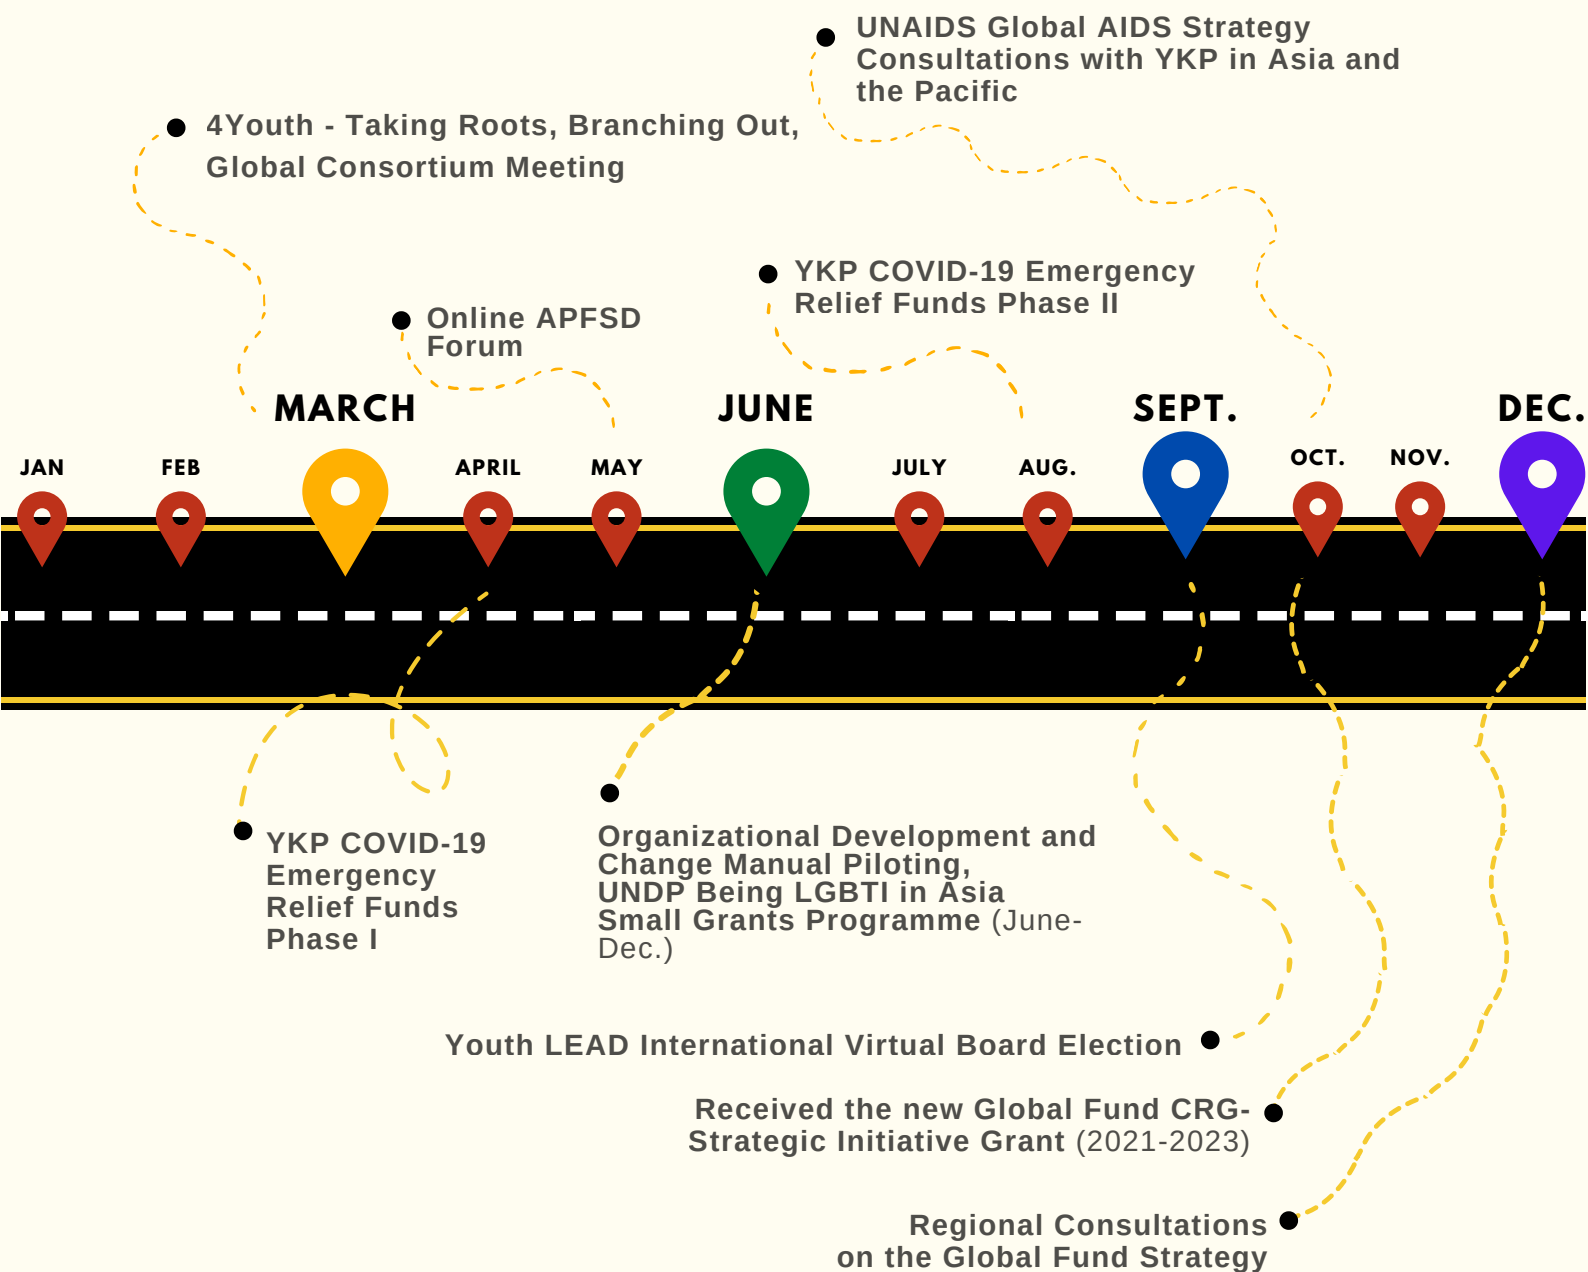 UNAIDS Global AIDS Strategy
Consultations with YKP in Asia and
the Pacific
4Youth - Taking Roots, Branching Out,
Global Consortium Meeting
YKP COVID-19 Emergency
Relief Funds Phase II
Online APFSD
Forum
MARCH
JUNE
SEPT.
DEC.
JAN
FEB
APRIL
MAY
JULY
AUG.
OCT.
NOV.
YKP COVID-19
Emergency
Relief Funds
Phase I
Organizational Development and
Change Manual Piloting,
UNDP Being LGBTI in Asia
Small Grants Programme (June-
Dec.)
Youth LEAD International Virtual Board Election
Received the new Global Fund CRG-
Strategic Initiative Grant (2021-2023)
Regional Consultations
on the Global Fund Strategy